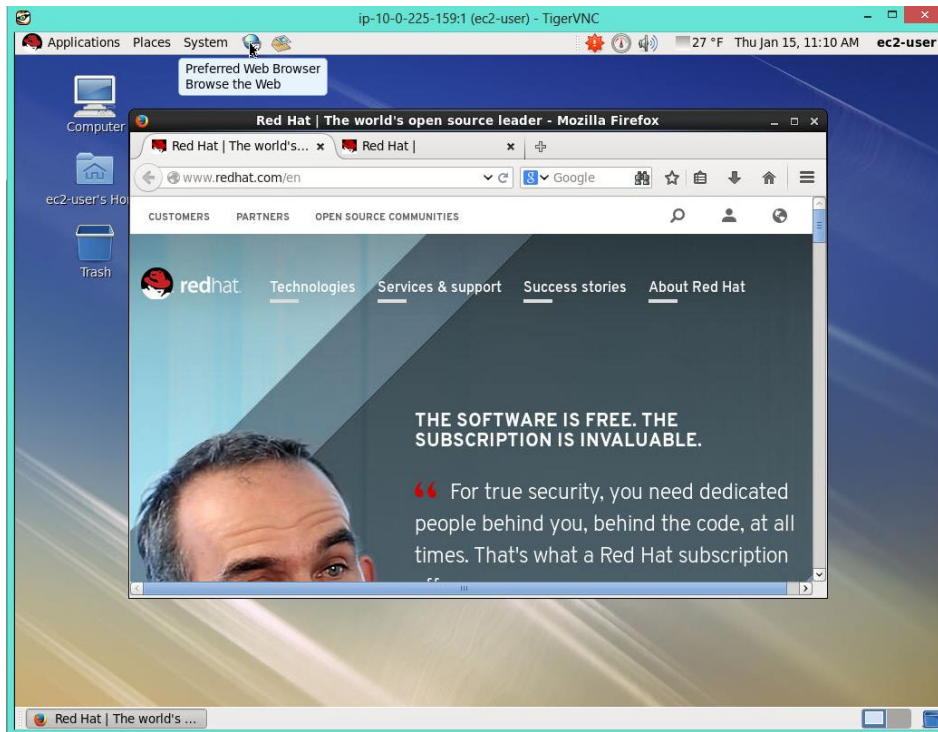 ip-10-0-225-159:1 (ec2-user) - TigerVNC
Applications Places System 27 °F Thu Jan 15, 11:10 AM ec2-user
Preferred Web Browser
Browse the Web
Computer
ec2-user's
Trash
Red Hat | The world's open source leader - Mozilla Firefox
Red Hat | The world's... Red Hat |
www.redhat.com/en Google
CUSTOMERS PARTNERS OPEN SOURCE COMMUNITIES
redhat. Technologies Services & support Success stories About Red Hat
THE SOFTWARE IS FREE. THE
SUBSCRIPTION IS INVALUABLE.
“ For true security, you need dedicated
people behind you, behind the code, at all
times. That's what a Red Hat subscription
Red Hat | The world's ...